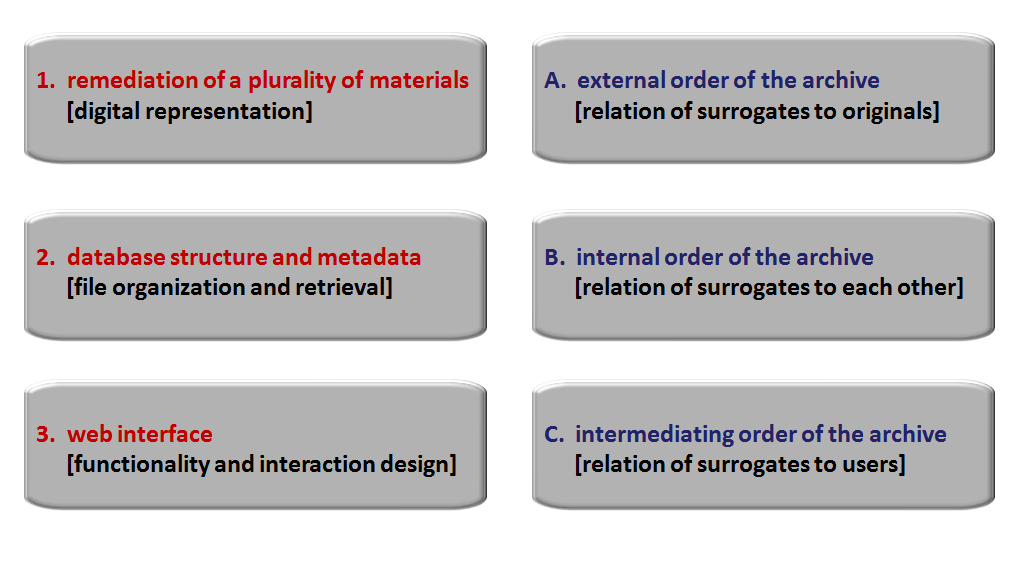 1. remediation of a plurality of materials
[digital representation]
A. external order of the archive
[relation of surrogates to originals]
2. database structure and metadata
[file organization and retrieval]
B. internal order of the archive
[relation of surrogates to each other]
3. web interface
[functionality and interaction design]
C. intermediating order of the archive
[relation of surrogates to users]